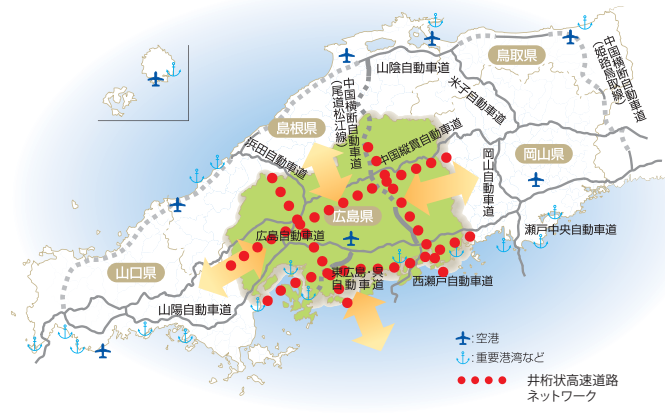 鳥取県
中国横断自動車道
(姫路鳥取線)
山陰自動車道
米子自動車道
中国横断自動車道
(尾道松江線)
島根県
浜田自動車道
中国縦貫自動車道
岡山自動車道
岡山県
広島県
広島自動車道
瀬戸中央自動車道
山口県
東広島・呉
自動車道
西瀬戸自動車道
山陽自動車道
:空港
:重要港湾など
井桁状高速道路
ネットワーク